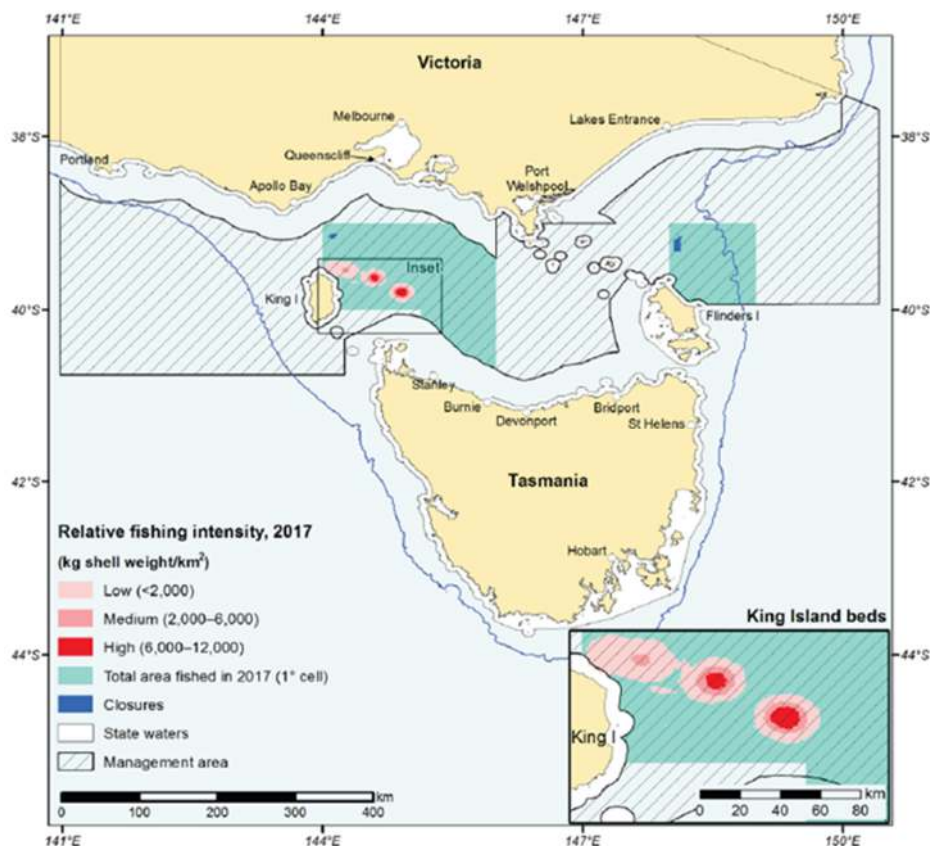 141°E 144°E 147°E 150°E
Victoria
Melbourne
Lakes Entrance
38°S 38°S
Queenscliff
Portland
Port
Welshpool
Apollo Bay
Inset
King I
40°S 40°S
Flinders I
Stanley
Burnie
Devonport
Bridport
St Helens
42°S 42°S
Tasmania
Relative fishing intensity, 2017
(kg shell weight/km²)
Hobart
Low (<2,000)
Medium (2,000–6,000)
High (6,000–12,000)
King Island beds
44°S 44°S
Total area fished in 2017 (1° cell)
Closures
State waters
King I
Management area
km
0 100 200 300 400
km
0 20 40 60 80
141°E 144°E 147°E 150°E